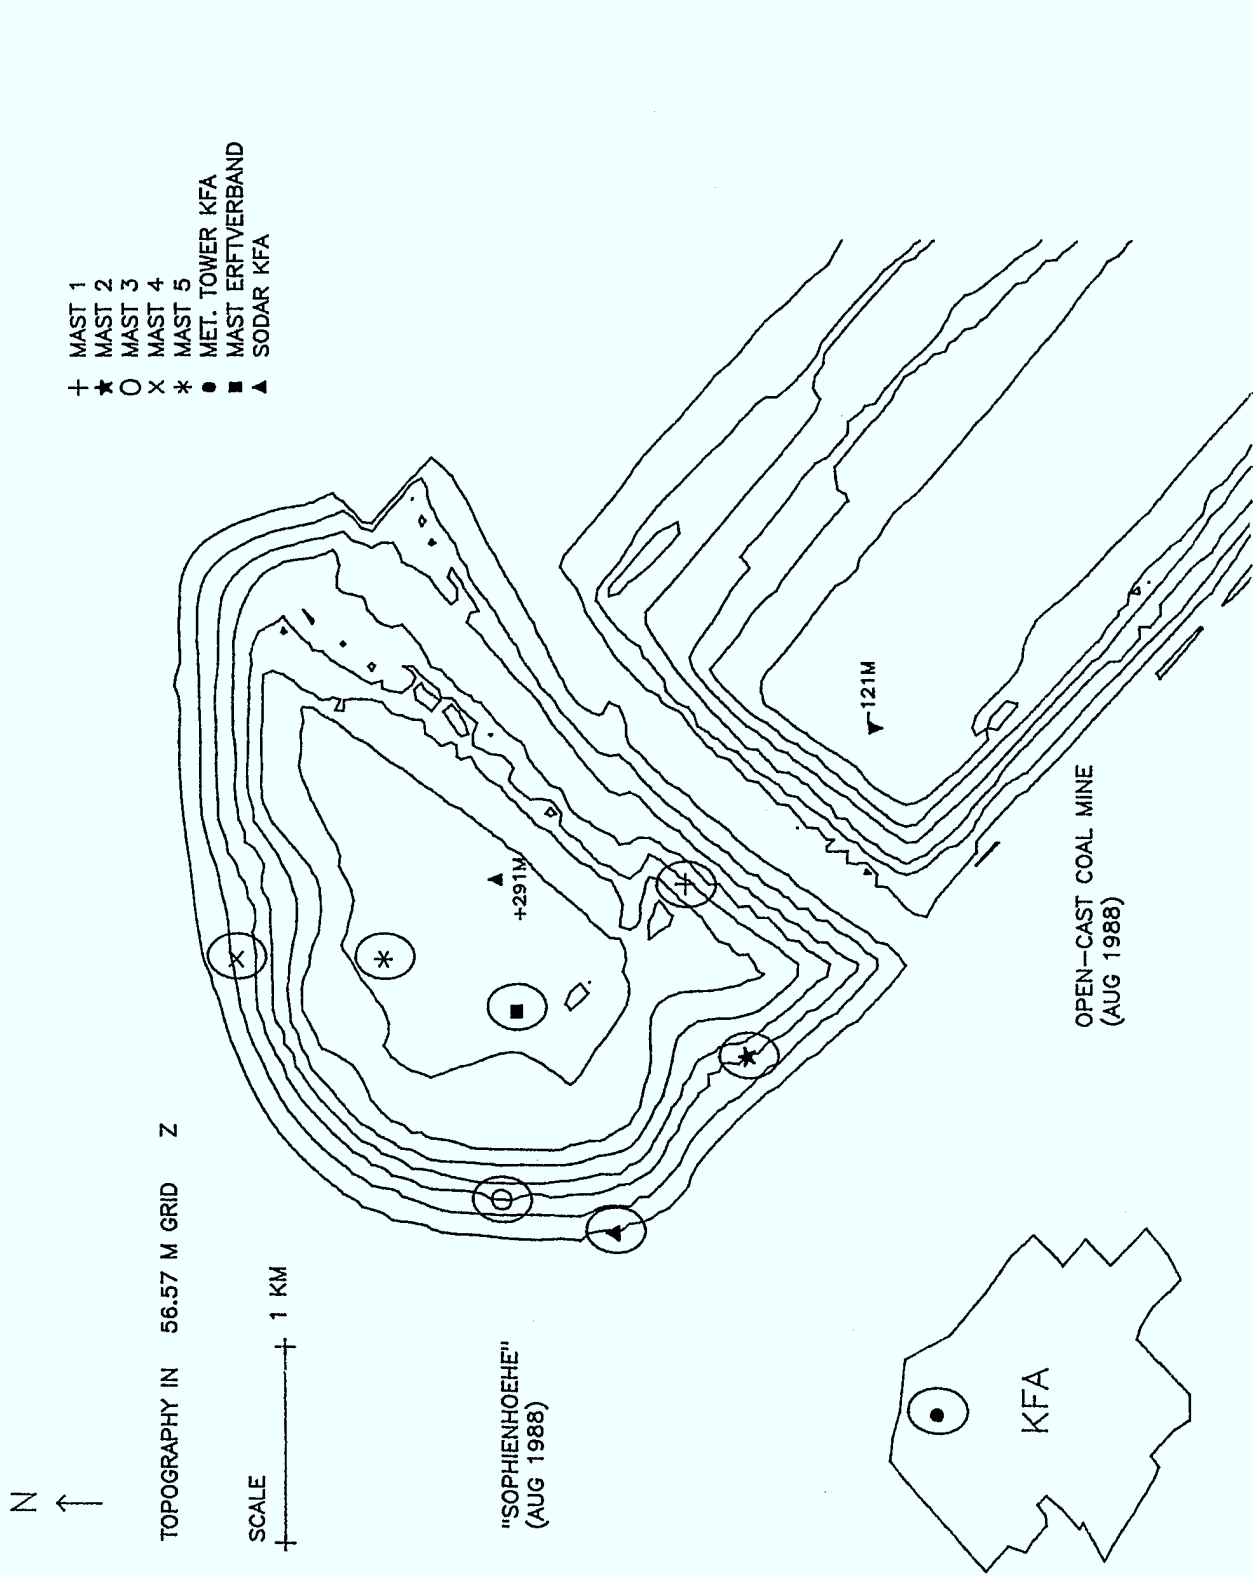 N
TOPOGRAPHY IN 56.57 M GRID Z
SCALE
1 KM
MAST 1
MAST 2
MAST 3
MAST 4
MAST 5
MET. TOWER KFA
MAST ERFTVERBAND
SODAR KFA
"SOPHIENHOEHE"
(AUG 1988)
+291M
-121M
OPEN-CAST COAL MINE
(AUG 1988)
KFA